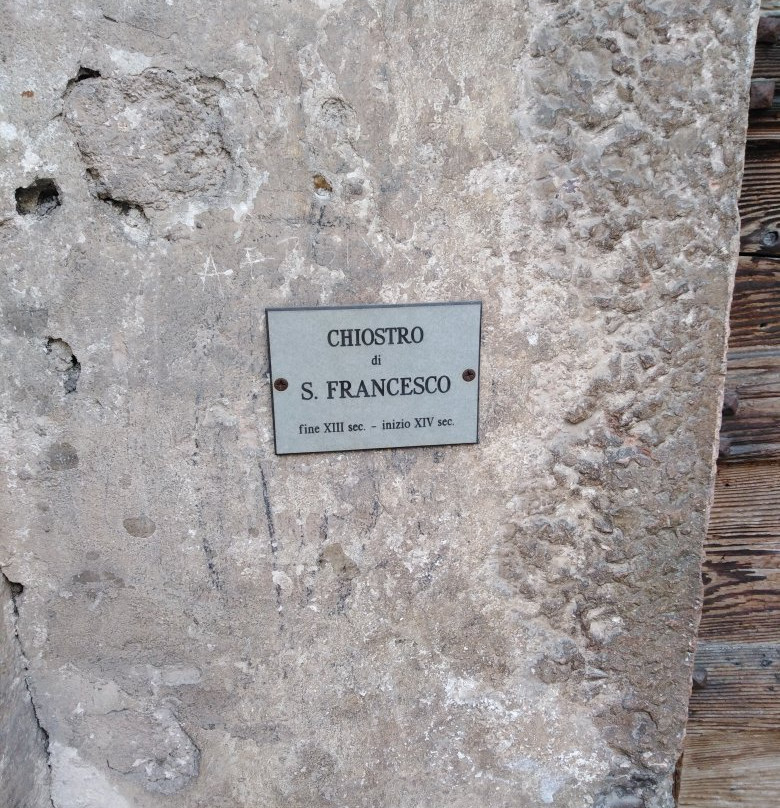 CHIOSTRO
di
S. FRANCESCO
fine XIII sec. - inizio XIV sec.